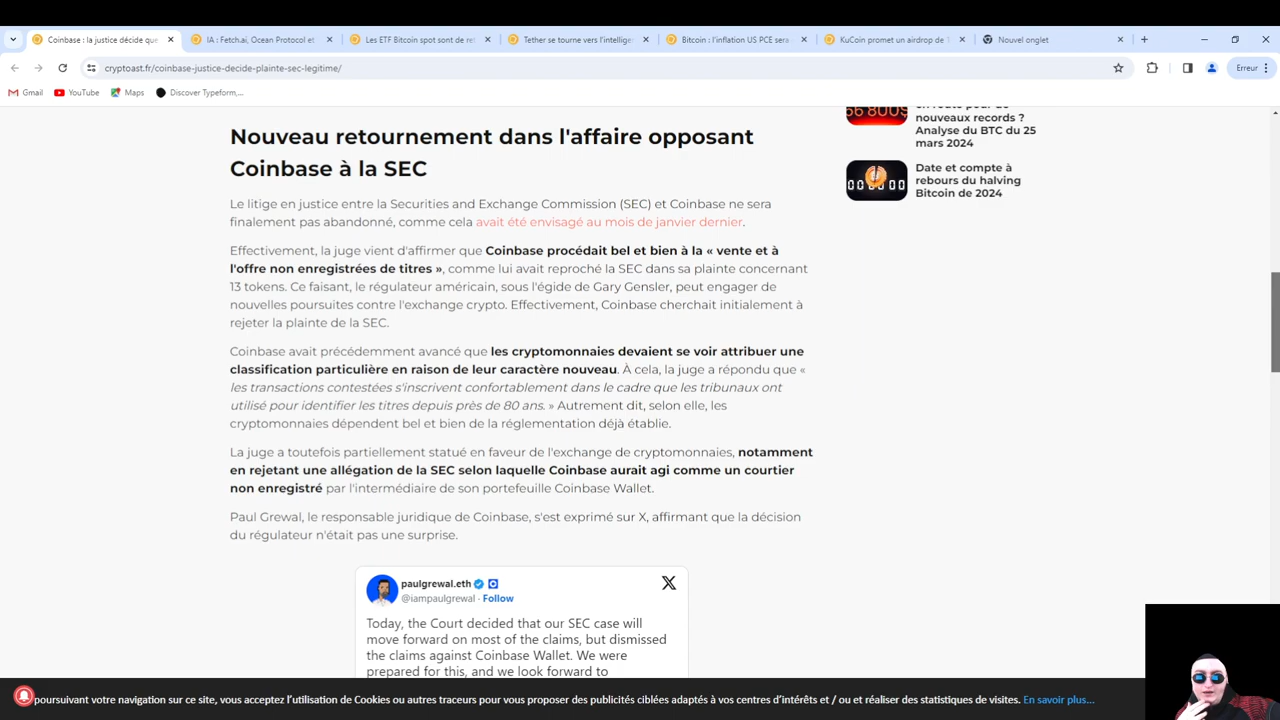 Coinbase : la justice décide que
IA : Fetch.ai, Ocean Protocol et
Les ETF Bitcoin spot sont de ret
Tether se tourne vers l'intellige
Bitcoin : l'inflation US PCE sera
KuCoin promet un airdrop de 1
Nouvel onglet
cryptoast.fr/coinbase-justice-decide-plainte-sec-legitime/
Erreur
Gmail
YouTube
Maps
Discover Typeform,...
Nouveau retournement dans l'affaire opposant
Coinbase à la SEC
Le litige en justice entre la Securities and Exchange Commission (SEC) et Coinbase ne sera
finalement pas abandonné, comme cela avait été envisagé au mois de janvier dernier.
Effectivement, la juge vient d'affirmer que Coinbase procédait bel et bien à la « vente et à
l'offre non enregistrées de titres », comme lui avait reproché la SEC dans sa plainte concernant
13 tokens. Ce faisant, le régulateur américain, sous l'égide de Gary Gensler, peut engager de
nouvelles poursuites contre l'exchange crypto. Effectivement, Coinbase cherchait initialement à
rejeter la plainte de la SEC.
Coinbase avait précédemment avancé que les cryptomonnaies devaient se voir attribuer une
classification particulière en raison de leur caractère nouveau. À cela, la juge a répondu que «
les transactions contestées s'inscrivent confortablement dans le cadre que les tribunaux ont
utilisé pour identifier les titres depuis près de 80 ans. » Autrement dit, selon elle, les
cryptomonnaies dépendent bel et bien de la réglementation déjà établie.
La juge a toutefois partiellement statué en faveur de l'exchange de cryptomonnaies, notamment
en rejetant une allégation de la SEC selon laquelle Coinbase aurait agi comme un courtier
non enregistré par l'intermédiaire de son portefeuille Coinbase Wallet.
Paul Grewal, le responsable juridique de Coinbase, s'est exprimé sur X, affirmant que la décision
du régulateur n'était pas une surprise.
paulgrewal.eth
@iampaulgrewal · Follow
Today, the Court decided that our SEC case will
move forward on most of the claims, but dismissed
the claims against Coinbase Wallet. We were
prepared for this, and we look forward to
en route pour de
nouveaux records ?
Analyse du BTC du 25
mars 2024
Date et compte à
rebours du halving
Bitcoin de 2024
poursuivant votre navigation sur ce site, vous acceptez l'utilisation de Cookies ou autres traceurs pour vous proposer des publicités ciblées adaptés à vos centres d'intérêts et / ou et réaliser des statistiques de visites. En savoir plus...